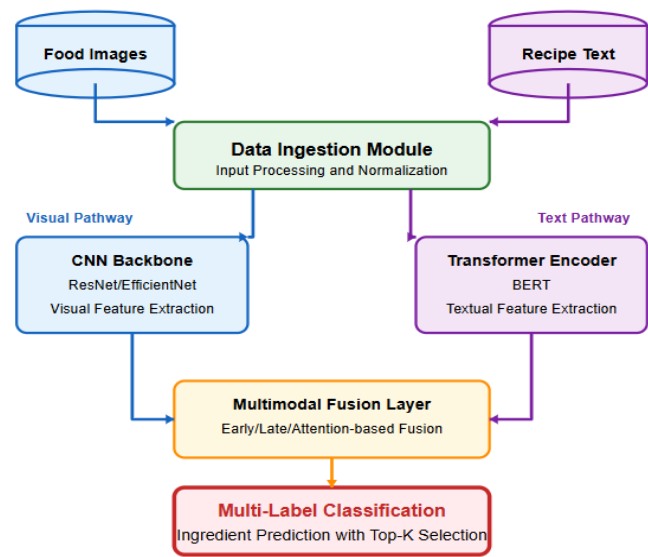 Food Images
Recipe Text
Data Ingestion Module
Input Processing and Normalization
Visual Pathway
Text Pathway
CNN Backbone
ResNet/EfficientNet
Visual Feature Extraction
Transformer Encoder
BERT
Textual Feature Extraction
Multimodal Fusion Layer
Early/Late/Attention-based Fusion
Multi-Label Classification
Ingredient Prediction with Top-K Selection